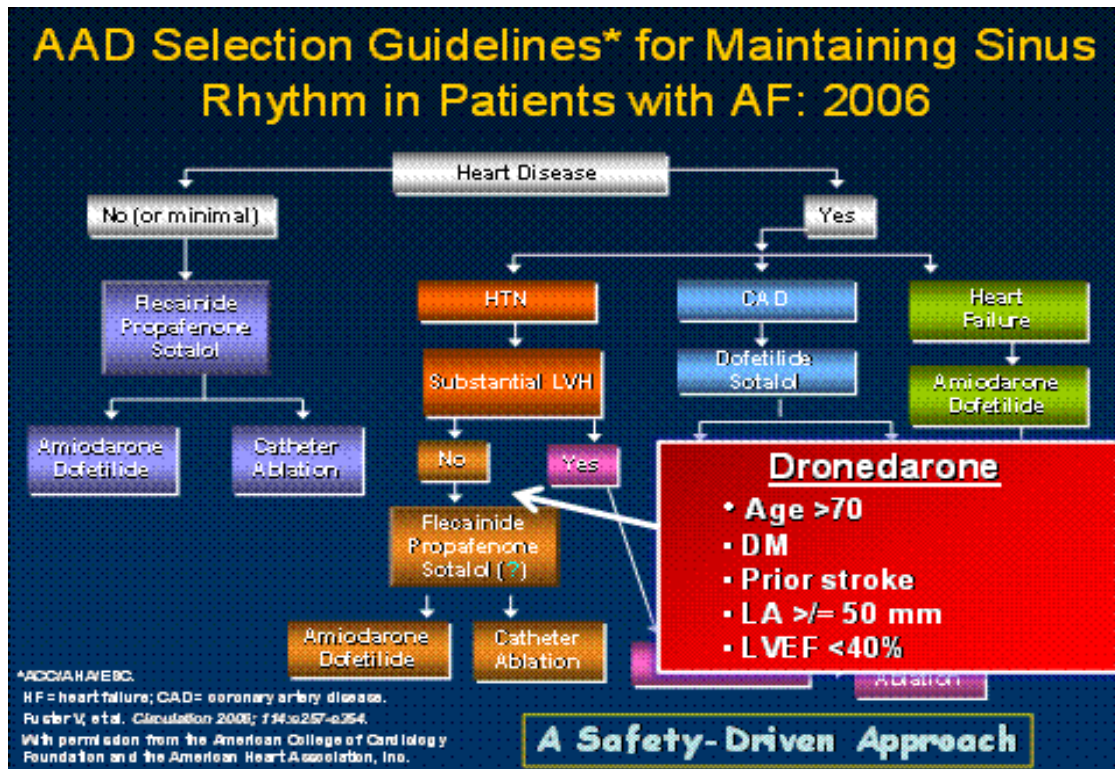 AAD Selection Guidelines* for Maintaining Sinus
Rhythm in Patients with AF: 2006
Heart Disease
No (or minimal)
Yes
Flecainide
Propafenone
Sotalol
HTN
CAD
Heart
Failure
Substantial LVH
Dofetilide
Sotalol
Amiodarone
Dofetilide
Amiodarone
Dofetilide
Catheter
Ablation
No
Yes
Dronedarone
• Age >70
• DM
• Prior stroke
• LA >/= 50 mm
• LVEF <40%
Flecainide
Propafenone
Sotalol (?)
Amiodarone
Dofetilide
Catheter
Ablation
Ablation
*ACC/AHA/ESC.
HF = heart failure; CAD= coronary artery disease.
Fuster V, et al. Circulation 2006; 114:e257-e354.
With permission from the American College of Cardiology
Foundation and the American Heart Association, Inc.
A Safety-Driven Approach